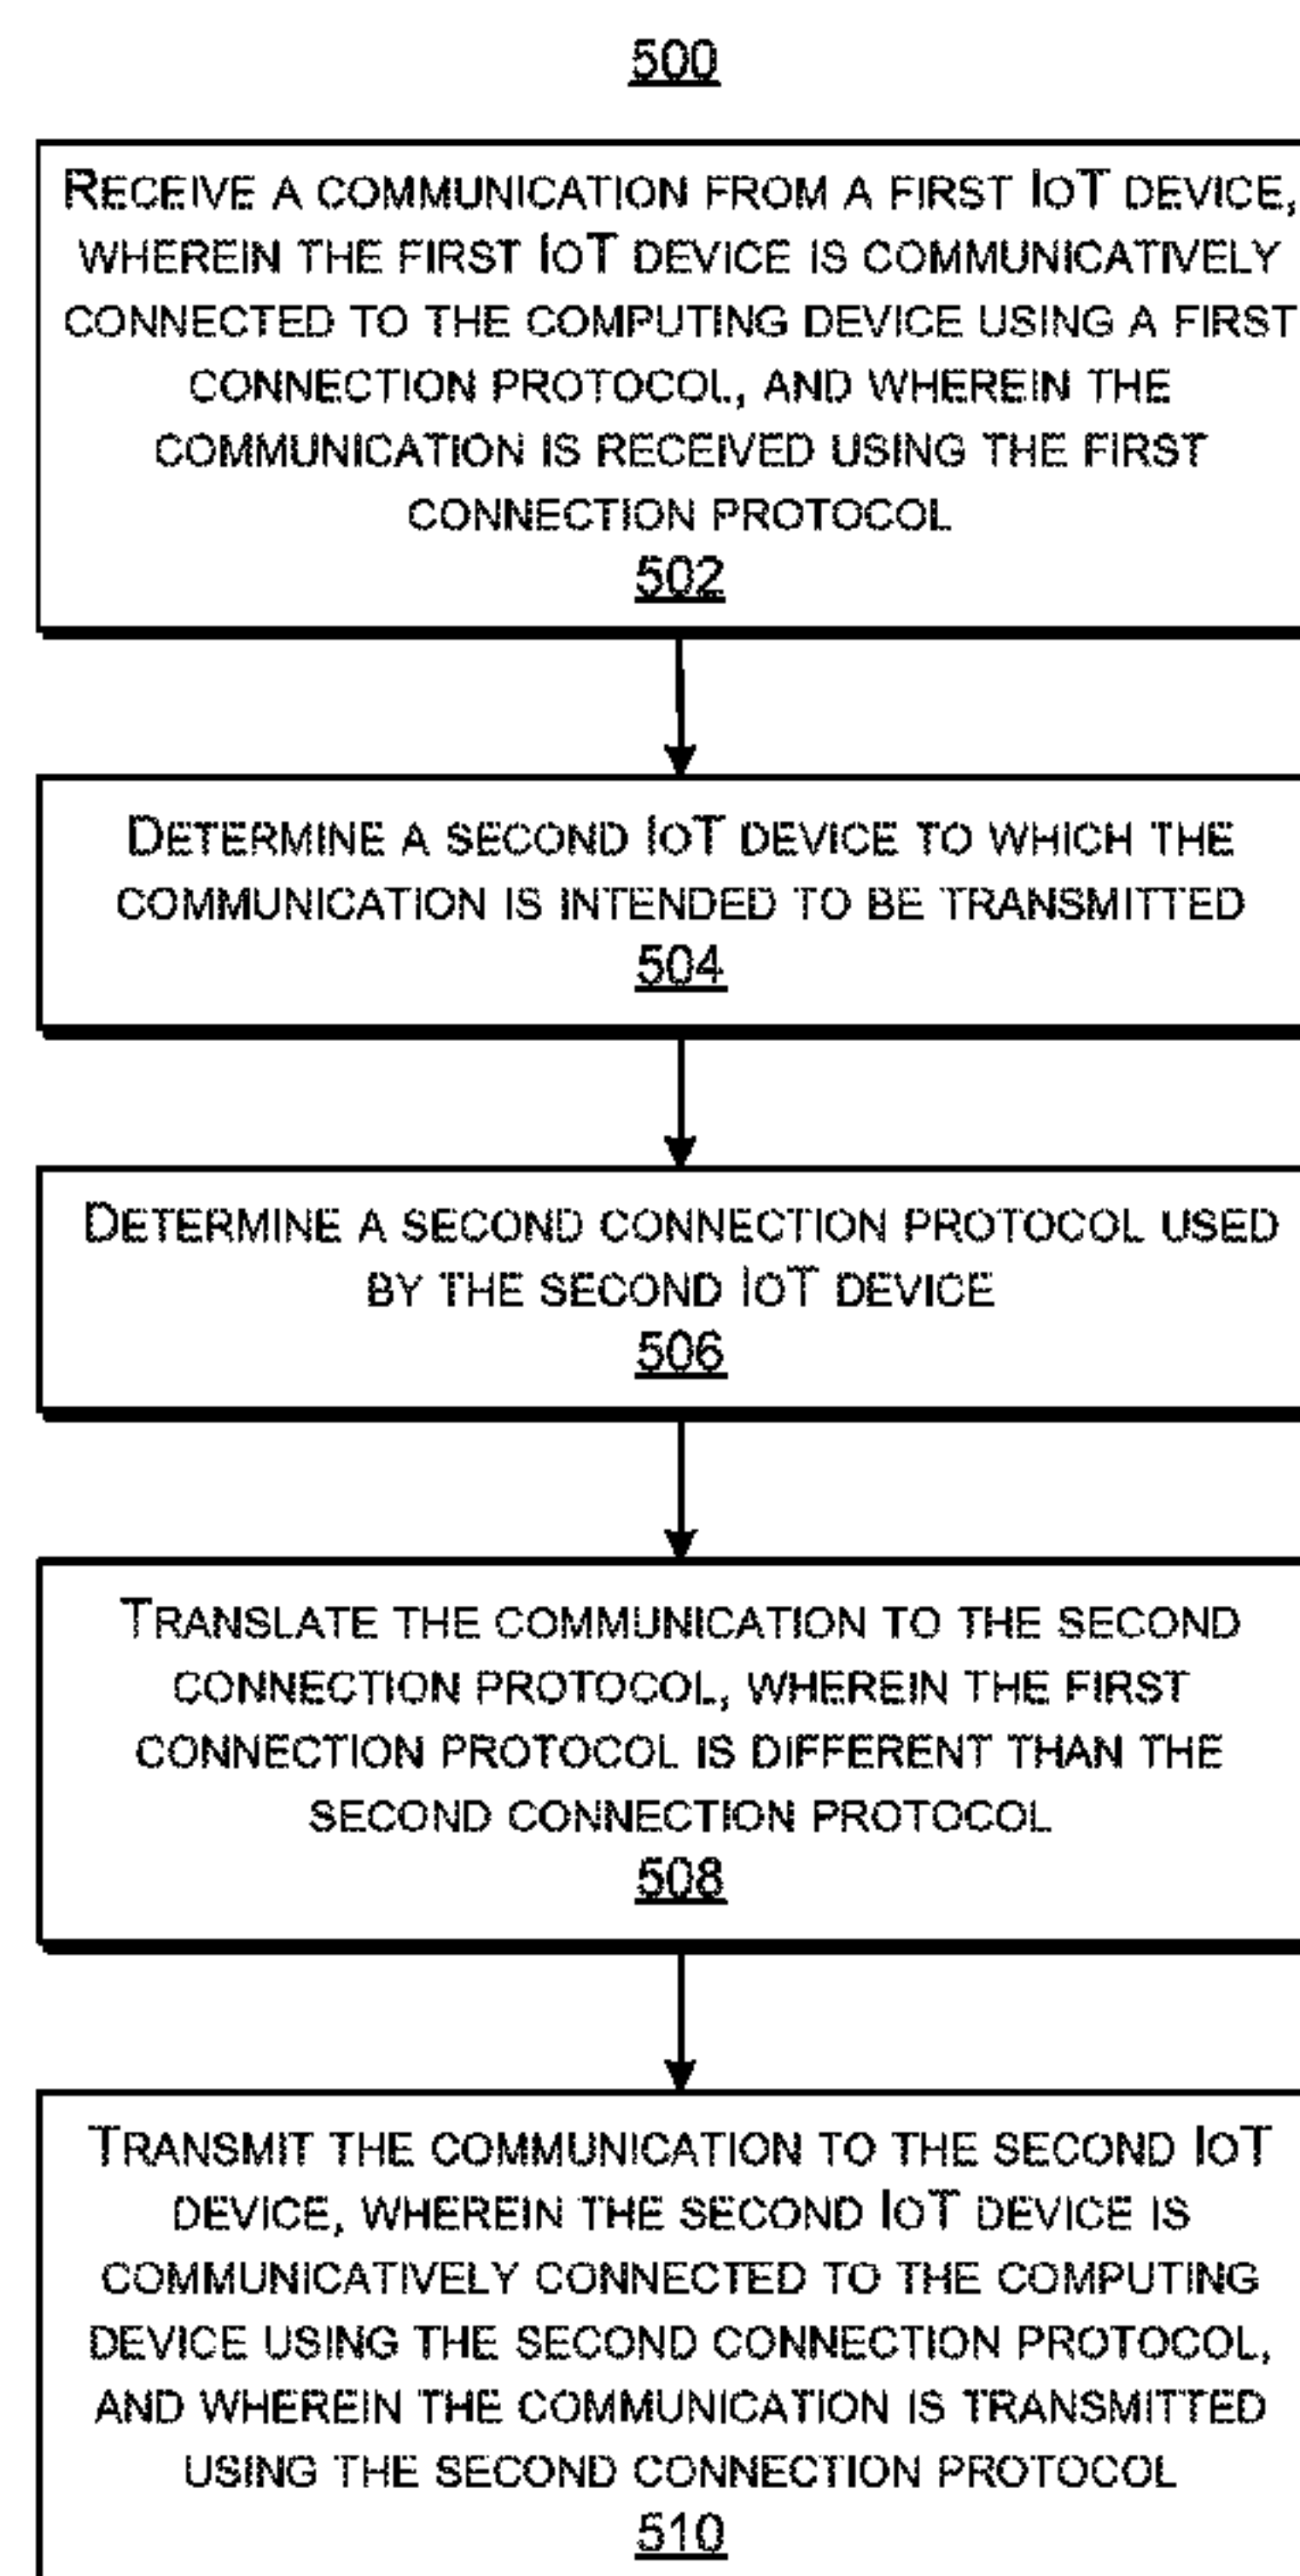 500
RECEIVE A COMMUNICATION FROM A FIRST IOT DEVICE,
WHEREIN THE FIRST IOT DEVICE IS COMMUNICATIVELY
CONNECTED TO THE COMPUTING DEVICE USING A FIRST
CONNECTION PROTOCOL, AND WHEREIN THE
COMMUNICATION IS RECEIVED USING THE FIRST
CONNECTION PROTOCOL
502
DETERMINE A SECOND IOT DEVICE TO WHICH THE
COMMUNICATION IS INTENDED TO BE TRANSMITTED
504
DETERMINE A SECOND CONNECTION PROTOCOL USED
BY THE SECOND IOT DEVICE
506
TRANSLATE THE COMMUNICATION TO THE SECOND
CONNECTION PROTOCOL, WHEREIN THE FIRST
CONNECTION PROTOCOL IS DIFFERENT THAN THE
SECOND CONNECTION PROTOCOL
508
TRANSMIT THE COMMUNICATION TO THE SECOND IOT
DEVICE, WHEREIN THE SECOND IOT DEVICE IS
COMMUNICATIVELY CONNECTED TO THE COMPUTING
DEVICE USING THE SECOND CONNECTION PROTOCOL,
AND WHEREIN THE COMMUNICATION IS TRANSMITTED
USING THE SECOND CONNECTION PROTOCOL
510